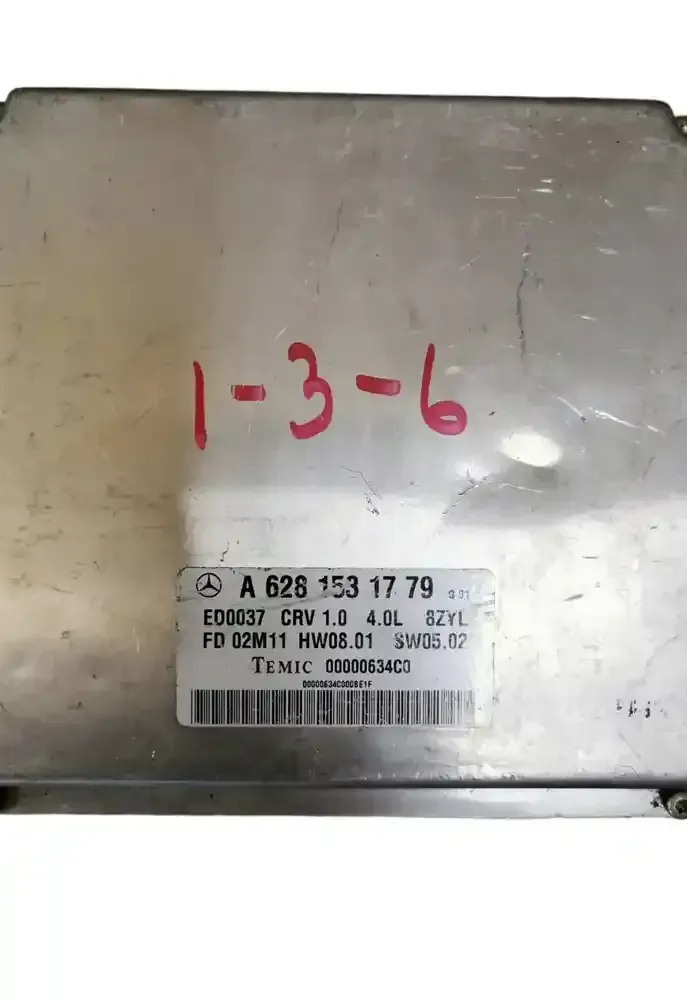 1-3-6
A 628 153 17 79
ED0037 CRV 1.0 4.0L 8ZYL
FD 02M11 HW08.01 SW05.02
TEMIC 00000634C0
00000634C0008E1F